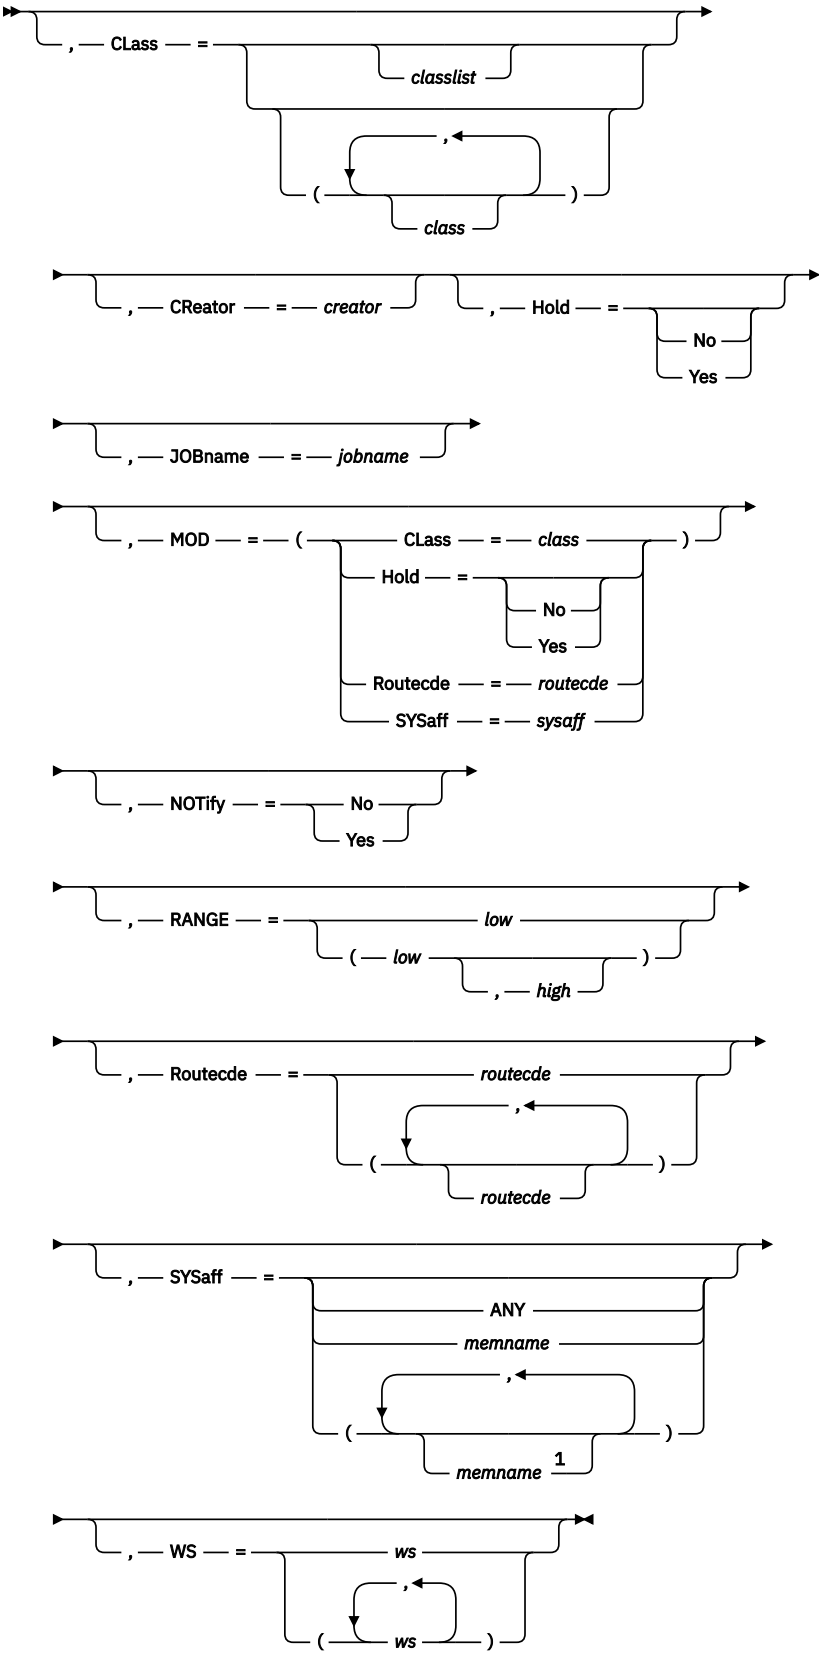 , CLass =
classlist
,
( )
class
, CReator = creator , Hold =
No
Yes
, JOBname = jobname
, MOD = ( CLass = class )
Hold =
No
Yes
Routecde = routecde
SYSaff = sysaff
, NOTify = No
Yes
, RANGE = low
( low )
, high
, Routecde = routecde
,
( )
routecde
, SYSaff =
ANY
memname
,
( )
memname 1
, WS = ws
,
( ws )